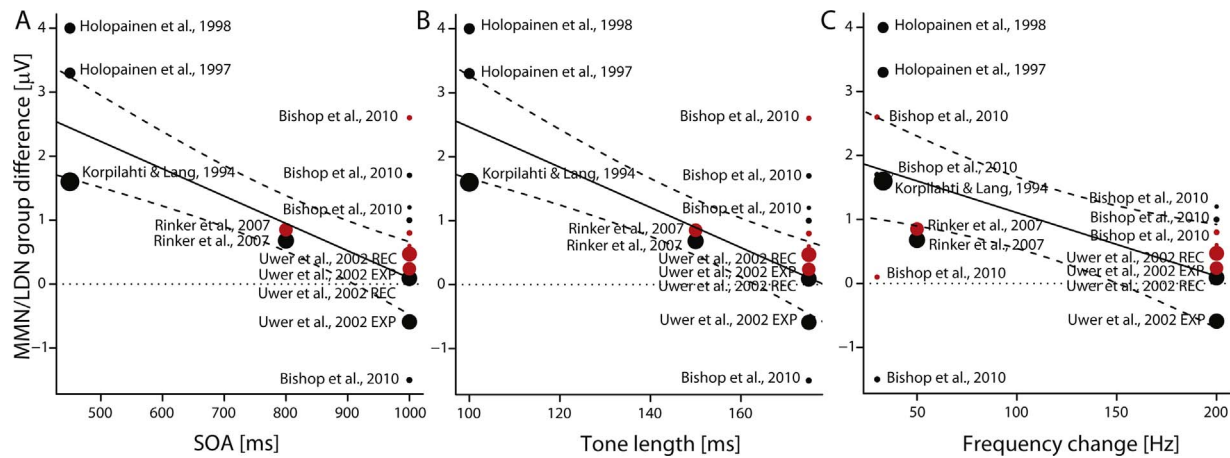 A
MMN/LDN group difference [µV]
4
3
2
1
0
−1
Holopainen et al., 1998
Holopainen et al., 1997
Bishop et al., 2010
Korpilahti & Lang, 1994
Bishop et al., 2010
Bishop et al., 2010
Rinker et al. 2007
Rinker et al. 2007
Uwer et al., 2002 REC
Uwer et al., 2002 EXP
Uwer et al., 2002 REC
Uwer et al., 2002 EXP
Bishop et al., 2010
500 600 700 800 900 1000
SOA [ms]
B
Holopainen et al., 1998
Holopainen et al., 1997
Bishop et al., 2010
Korpilahti & Lang, 1994
Bishop et al., 2010
Bishop et al., 2010
Rinker et al. 2007
Rinker et al. 2007
Uwer et al., 2002 REC
Uwer et al., 2002 EXP
Uwer et al., 2002 REC
Uwer et al., 2002 EXP
Bishop et al., 2010
100 120 140 160
Tone length [ms]
C
4
3
2
1
0
−1
Holopainen et al., 1998
Holopainen et al., 1997
Bishop et al., 2010
Bishop et al., 2010
Korpilahti & Lang, 1994
Bishop et al., 2010
Bishop et al., 2010
Rinker et al. 2007
Bishop et al., 2010
Rinker et al. 2007
Uwer et al., 2002 REC
Uwer et al., 2002 EXP
Bishop et al., 2010
Uwer et al., 2002 REC
Uwer et al., 2002 EXP
Bishop et al., 2010
50 100 150 200
Frequency change [Hz]